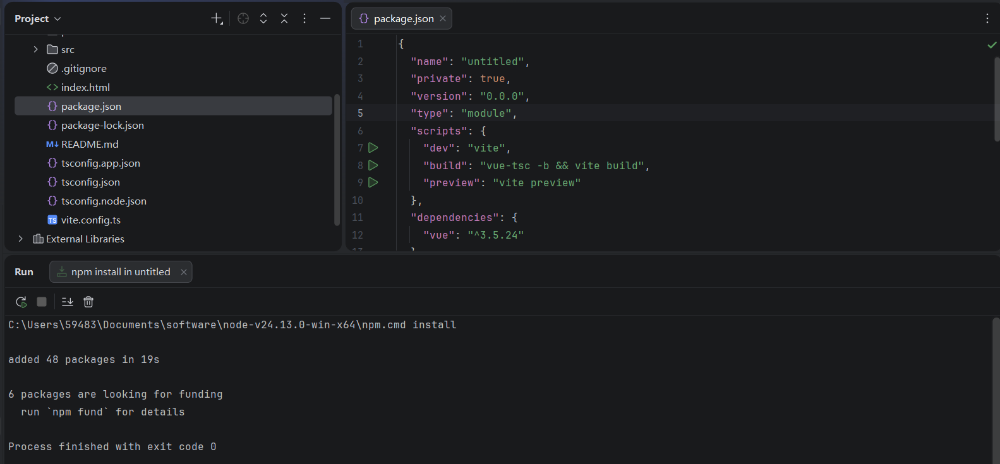 Project
src
.gitignore
index.html
package.json
package-lock.json
M↓ README.md
tsconfig.app.json
tsconfig.json
tsconfig.node.json
TS vite.config.ts
External Libraries
package.json
1 {
2 "name": "untitled",
3 "private": true,
4 "version": "0.0.0",
5 "type": "module",
6 "scripts": {
7 "dev": "vite",
8 "build": "vue-tsc -b && vite build",
9 "preview": "vite preview"
10 },
11 "dependencies": {
12 "vue": "^3.5.24"
Run
npm install in untitled
C:\Users\59483\Documents\software\node-v24.13.0-win-x64\npm.cmd install
added 48 packages in 19s
6 packages are looking for funding
run `npm fund` for details
Process finished with exit code 0